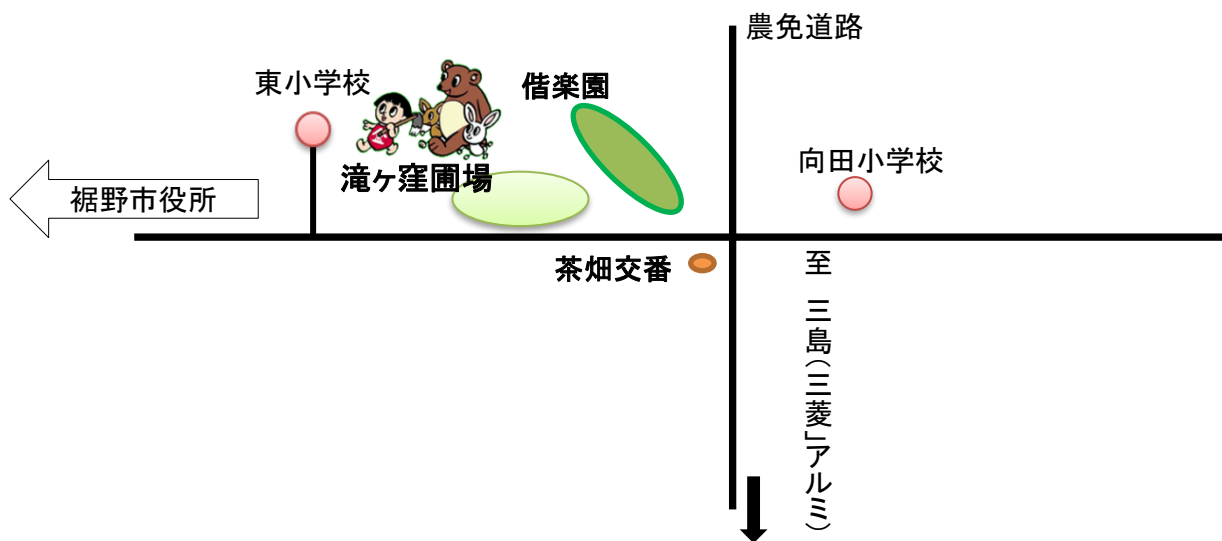 農免道路
東小学校
偕楽園
向田小学校
滝ヶ窪圃場
裾野市役所
茶畑交番
至 三島(三菱」アルミ)